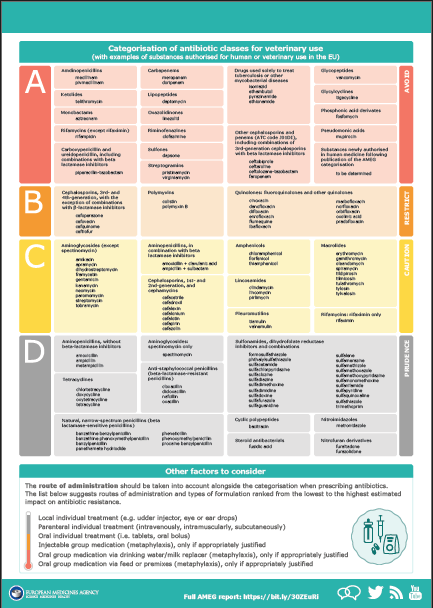 Categorisation of antibiotic classes for veterinary use
(with examples of substances authorised for human or veterinary use in the EU)
A
AVOID
Amdinopenicillins
mecillinam
pivmecillinam
Ketolides
telithromycin
Monobactams
aztreonam
Rifamycins (except rifaximin)
rifampicin
Carboxypenicillin and
ureidopenicillin, including
combinations with beta
lactamase inhibitors
piperacillin-tazobactam
Carbapenems
meropenem
doripenem
Lipopeptides
daptomycin
Oxazolidinones
linezolid
Riminofenazines
clofazimine
Sulfones
dapsone
Streptogramins
pristinamycin
virginiamycin
Drugs used solely to treat
tuberculosis or other
mycobacterial diseases
isoniazid
ethambutol
pyrazinamide
ethionamide
Other cephalosporins and
penems (ATC code J01DI),
including combinations of
3rd-generation cephalosporins
with beta lactamase inhibitors
ceftobiprole
ceftaroline
ceftolozane-tazobactam
faropenem
Glycopeptides
vancomycin
Glycylcyclines
tigecycline
Phosphonic acid derivates
fosfomycin
Pseudomonic acids
mupirocin
Substances newly authorised
in human medicine following
publication of the AMEG
categorisation
to be determined
B
RESTRICT
Cephalosporins, 3rd- and
4th-generation, with the
exception of combinations
with β-lactamase inhibitors
cefoperazone
cefovecin
cefquinome
ceftiofur
Polymyxins
colistin
polymyxin B
Quinolones: fluoroquinolones and other quinolones
cinoxacin
danofloxacin
difloxacin
enrofloxacin
flumequine
ibafloxacin
marbofloxacin
norfloxacin
orbifloxacin
oxolinic acid
pradofloxacin
C
CAUTION
Aminoglycosides (except
spectinomycin)
amikacin
apramycin
dihydrostreptomycin
framycetin
gentamicin
kanamycin
neomycin
paromomycin
streptomycin
tobramycin
Aminopenicillins, in
combination with beta
lactamase inhibitors
amoxicillin + clavulanic acid
ampicillin + sulbactam
Cephalosporins, 1st- and
2nd-generation, and
cephamycins
cefacetrile
cefadroxil
cefalexin
cefalonium
cefalotin
cefapirin
cefazolin
Amphenicols
chloramphenicol
florfenicol
thiamphenicol
Lincosamides
clindamycin
lincomycin
pirlimycin
Pleuromutilins
tiamulin
valnemulin
Macrolides
erythromycin
gamithromycin
oleandomycin
spiramycin
tildipirosin
tilmicosin
tulathromycin
tylosin
tylvalosin
Rifamycins: rifaximin only
rifaximin
D
PRUDENCE
Aminopenicillins, without
beta-lactamase inhibitors
amoxicillin
ampicillin
metampicillin
Tetracyclines
chlortetracycline
doxycycline
oxytetracycline
tetracycline
Aminoglycosides:
spectinomycin only
spectinomycin
Anti-staphylococcal penicillins
(beta-lactamase-resistant
penicillins)
cloxacillin
dicloxacillin
nafcillin
oxacillin
Sulfonamides, dihydrofolate reductase
inhibitors and combinations
formosulfathiazole
phthalylsulfathiazole
sulfacetamide
sulfachlorpyridazine
sulfaclozine
sulfadiazine
sulfadimethoxine
sulfadimidine
sulfadoxine
sulfafurazole
sulfaguanidine
sulfalene
sulfamerazine
sulfamethizole
sulfamethoxazole
sulfamethoxypyridazine
sulfamonomethoxine
sulfanilamide
sulfapyridine
sulfaquinoxaline
sulfathiazole
trimethoprim
Natural, narrow-spectrum penicillins (beta
lactamase-sensitive penicillins)
benzathine benzylpenicillin
benzathine phenoxymethylpenicillin
benzylpenicillin
penethamate hydriodide
pheneticillin
phenoxymethylpenicillin
procaine benzylpenicillin
Cyclic polypeptides
bacitracin
Steroid antibacterials
fusidic acid
Nitroimidazoles
metronidazole
Nitrofuran derivatives
furaltadone
furazolidone
Other factors to consider
The route of administration should be taken into account alongside the categorisation when prescribing antibiotics.
The list below suggests routes of administration and types of formulation ranked from the lowest to the highest estimated
impact on antibiotic resistance.
Local individual treatment (e.g. udder injector, eye or ear drops)
Parenteral individual treatment (intravenously, intramuscularly, subcutaneously)
Oral individual treatment (i.e. tablets, oral bolus)
Injectable group medication (metaphylaxis), only if appropriately justified
Oral group medication via drinking water/milk replacer (metaphylaxis), only if appropriately justified
Oral group medication via feed or premixes (metaphylaxis), only if appropriately justified
EUROPEAN MEDICINES AGENCY
SCIENCE MEDICINES HEALTH
Full AMEG report: https://bit.ly/30ZEuRi
You
Tube